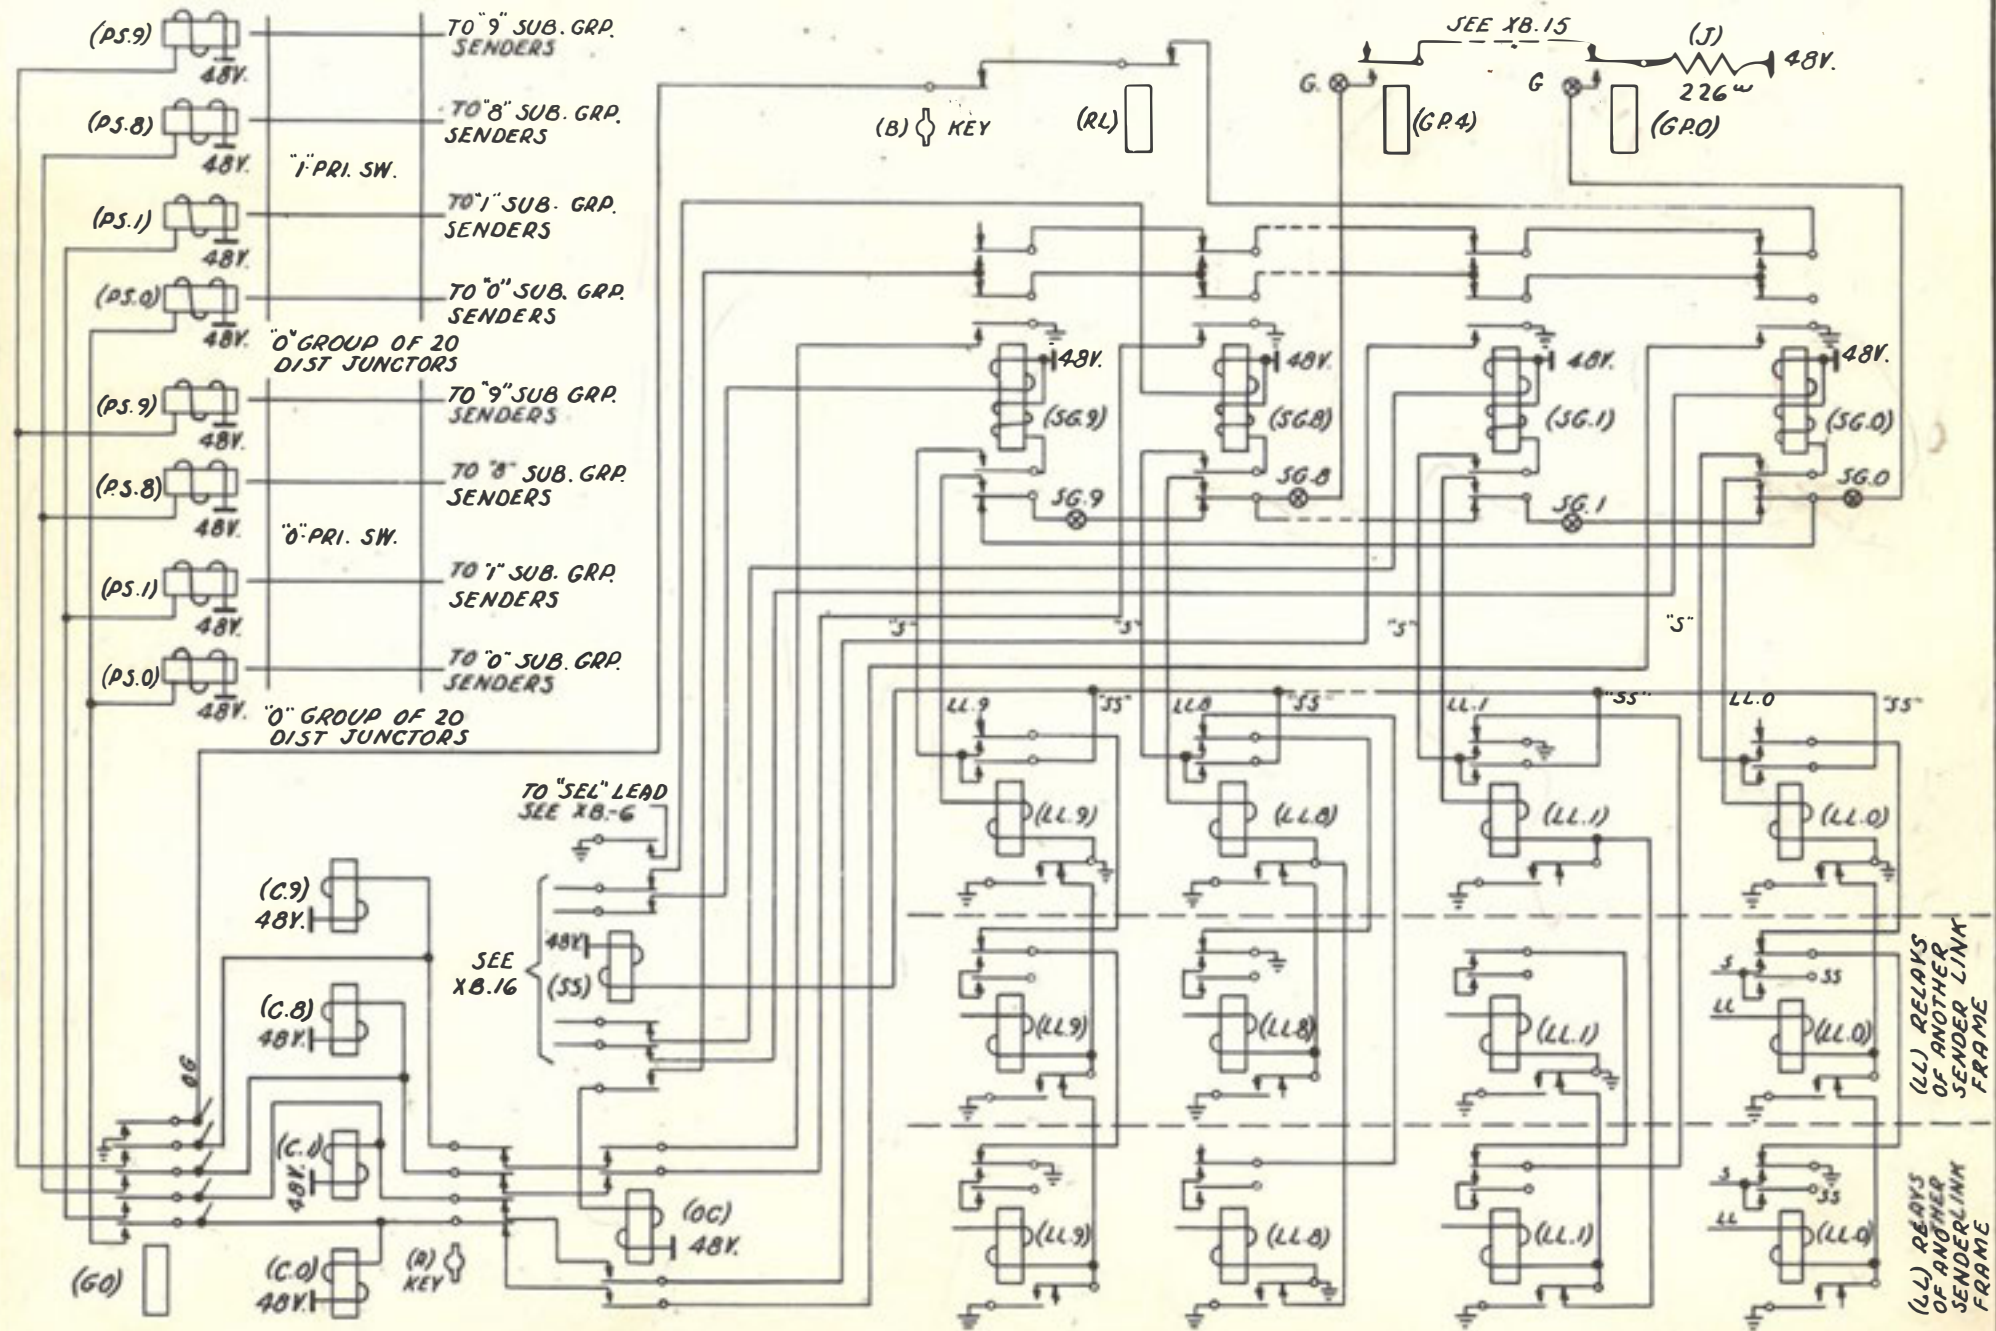 (PS.9)
48V.
TO "9" SUB. GRP.
SENDERS
(PS.8)
48V.
TO "8" SUB. GRP.
SENDERS
"1" PRI. SW.
(PS.1)
48V.
TO "1" SUB. GRP.
SENDERS
(PS.0)
48V.
TO "0" SUB. GRP.
SENDERS
"0" GROUP OF 20
DIST JUNCTORS
(PS.9)
48V.
TO "9" SUB GRP.
SENDERS
(PS.8)
48V.
TO "8" SUB. GRP.
SENDERS
"0" PRI. SW.
(PS.1)
48V.
TO "1" SUB. GRP.
SENDERS
(PS.0)
48V.
TO "0" SUB. GRP.
SENDERS
"0" GROUP OF 20
DIST JUNCTORS
(B) KEY
(RL)
SEE XB.15
G.
(GP.4)
G
(GP.0)
(J)
226ω
48V.
48V.
(SG.9)
48V.
(SG.8)
48V.
(SG.1)
48V.
(SG.0)
SG.9
SG.8
SG.1
SG.0
"S"
"S"
"S"
"S"
LL.9
"SS"
LL.8
"SS"
LL.1
"SS"
LL.0
"SS"
(LL.9)
(LL.8)
(LL.1)
(LL.0)
TO "SEL" LEAD
SEE XB.-6
SEE
XB.16
48V.
(SS)
(C.9)
48V.
(C.8)
48V.
OG
(C.1)
48V.
(C.0)
48V.
(GO)
(A)
KEY
(OC)
48V.
(LL.9)
(LL.8)
(LL.1)
S
SS
LL
(LL.0)
(LL) RELAYS
OF ANOTHER
SENDER LINK
FRAME
(LL.9)
(LL.8)
(LL.1)
S
SS
LL
(LL.0)
(LL) RELAYS
OF ANOTHER
SENDERLINK
FRAME